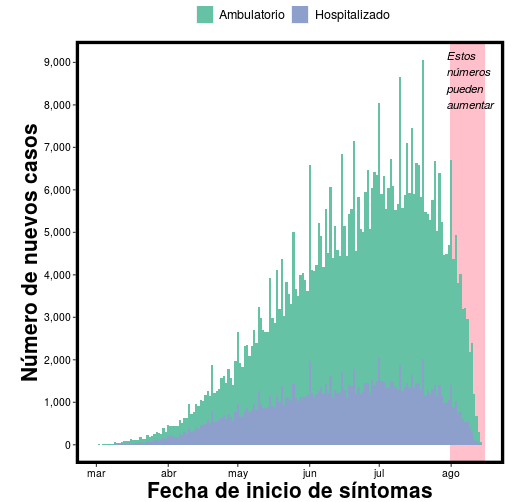 Ambulatorio Hospitalizado
Estos
números
pueden
aumentar
9,000
8,000
7,000
6,000
5,000
4,000
3,000
2,000
1,000
0
Número de nuevos casos
mar abr may jun jul ago
Fecha de inicio de síntomas